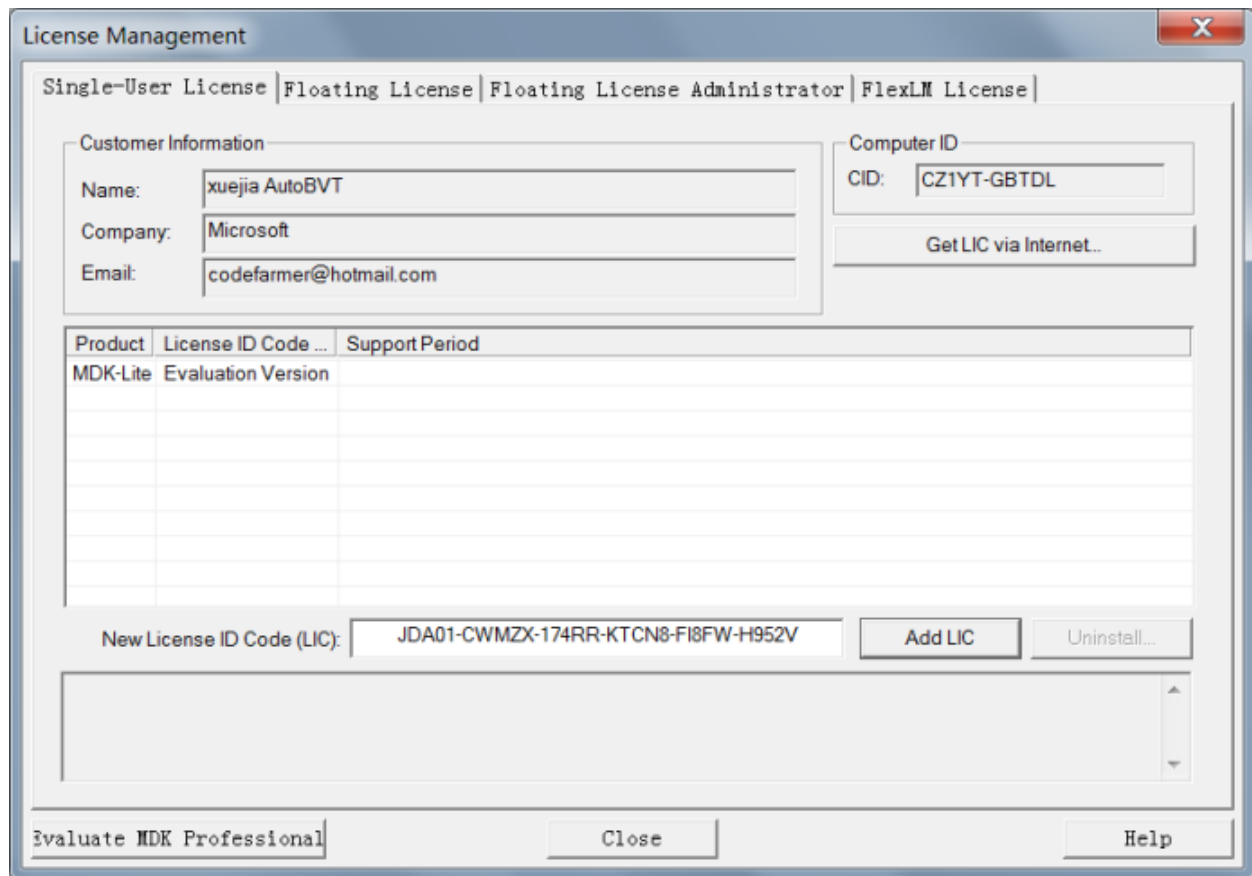 License Management
Single-User License Floating License Floating License Administrator FlexLM License
Customer Information
Name: xuejia AutoBVT
Company: Microsoft
Email: codefarmer@hotmail.com
Computer ID
CID: CZ1YT-GBTDL
Get LIC via Internet...
Product License ID Code ... Support Period
MDK-Lite Evaluation Version
New License ID Code (LIC): JDA01-CWMZX-174RR-KTCN8-FI8FW-H952V Add LIC Uninstall...
Evaluate MDK Professional Close Help